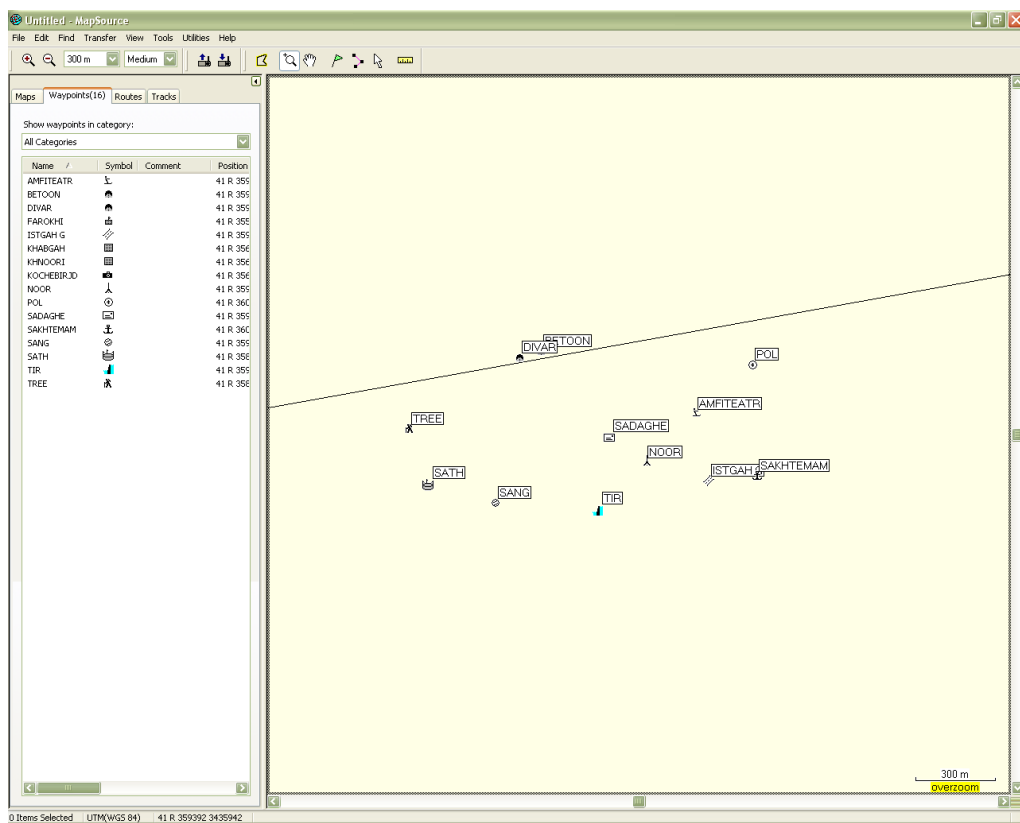 Untitled - MapSource
File Edit Find Transfer View Tools Utilities Help
300 m Medium
Maps Waypoints(16) Routes Tracks
Show waypoints in category:
All Categories
Name Symbol Comment Position
AMFITEATR 41 R 359
BETOON 41 R 359
DIVAR 41 R 359
FAROKHI 41 R 355
ISTGAH G 41 R 359
KHABGAH 41 R 356
KHNOORI 41 R 356
KOCHEBIRJD 41 R 356
NOOR 41 R 359
POL 41 R 360
SADAGHE 41 R 359
SAKHTEMAM 41 R 360
SANG 41 R 359
SATH 41 R 358
TIR 41 R 359
TREE 41 R 358
BETOON
DIVAR
POL
AMFITEATR
TREE
SADAGHE
NOOR
SAKHTEMAM
ISTGAH
SATH
SANG
TIR
300 m
overzoom
0 Items Selected UTM(WGS 84) 41 R 359392 3435942